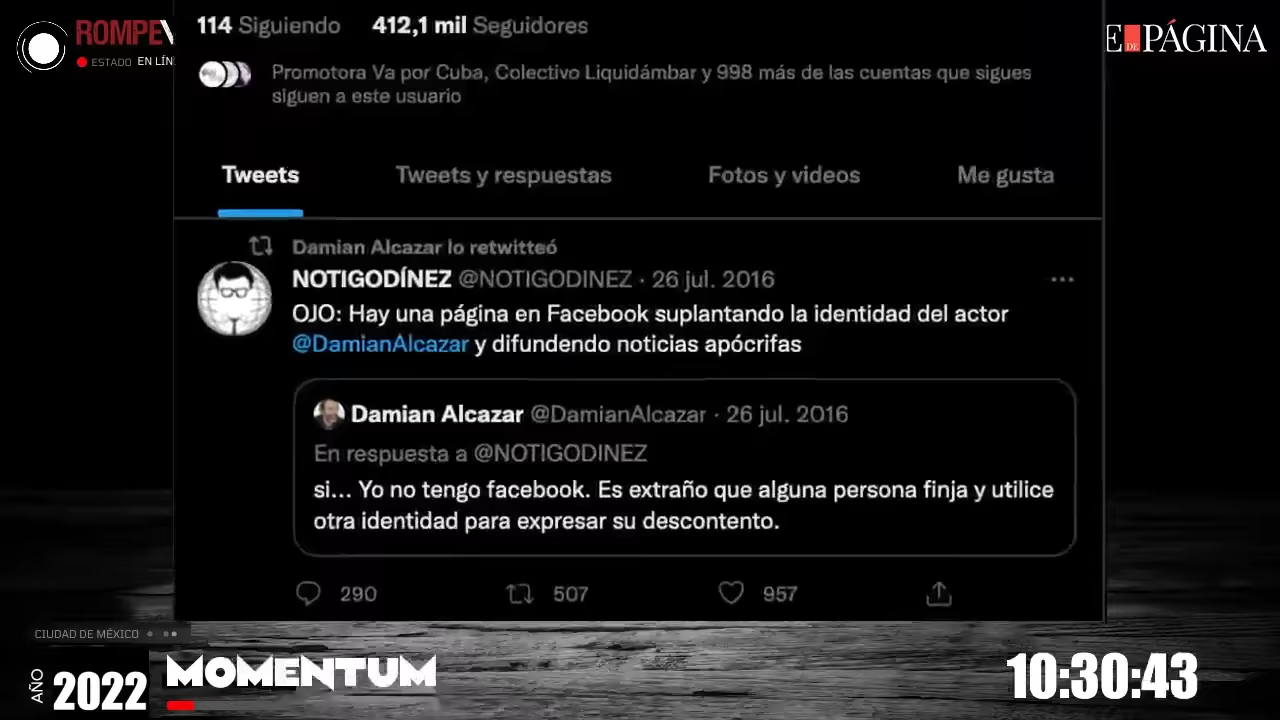 ROMPEV
ESTADO EN LÍN
114 Siguiendo 412,1 mil Seguidores
Promotora Va por Cuba, Colectivo Liquidámbar y 998 más de las cuentas que sigues
siguen a este usuario
E DE PÁGINA
Tweets Tweets y respuestas Fotos y videos Me gusta
Damian Alcazar lo retwitteó
NOTIGODÍNEZ @NOTIGODINEZ · 26 jul. 2016
OJO: Hay una página en Facebook suplantando la identidad del actor
@DamianAlcazar y difundendo noticias apócrifas
Damian Alcazar @DamianAlcazar · 26 jul. 2016
En respuesta a @NOTIGODINEZ
si... Yo no tengo facebook. Es extraño que alguna persona finja y utilice
otra identidad para expresar su descontento.
290 507 957
CIUDAD DE MÉXICO
AÑO 2022 MOMENTUM 10:30:43